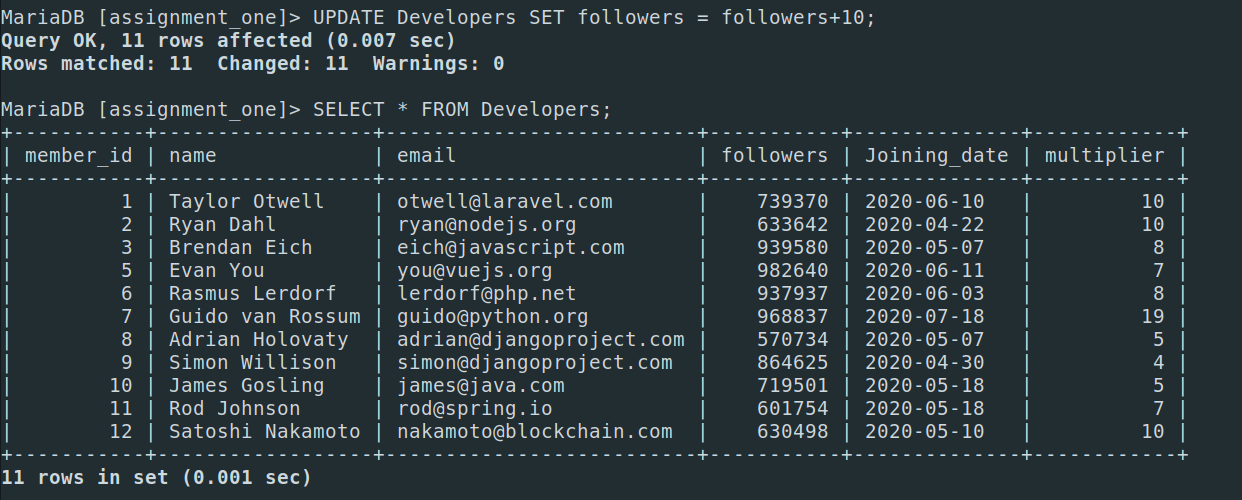 MariaDB [assignment_one]> UPDATE Developers SET followers = followers+10;
Query OK, 11 rows affected (0.007 sec)
Rows matched: 11  Changed: 11  Warnings: 0

MariaDB [assignment_one]> SELECT * FROM Developers;
+-----------+------------------+--------------------------+-----------+--------------+------------+
| member_id | name             | email                    | followers | Joining_date | multiplier |
+-----------+------------------+--------------------------+-----------+--------------+------------+
|         1 | Taylor Otwell    | otwell@laravel.com       |    739370 | 2020-06-10   |         10 |
|         2 | Ryan Dahl        | ryan@nodejs.org          |    633642 | 2020-04-22   |         10 |
|         3 | Brendan Eich     | eich@javascript.com      |    939580 | 2020-05-07   |          8 |
|         5 | Evan You         | you@vuejs.org            |    982640 | 2020-06-11   |          7 |
|         6 | Rasmus Lerdorf   | lerdorf@php.net          |    937937 | 2020-06-03   |          8 |
|         7 | Guido van Rossum | guido@python.org         |    968837 | 2020-07-18   |         19 |
|         8 | Adrian Holovaty  | adrian@djangoproject.com |    570734 | 2020-05-07   |          5 |
|         9 | Simon Willison   | simon@djangoproject.com  |    864625 | 2020-04-30   |          4 |
|        10 | James Gosling    | james@java.com           |    719501 | 2020-05-18   |          5 |
|        11 | Rod Johnson      | rod@spring.io            |    601754 | 2020-05-18   |          7 |
|        12 | Satoshi Nakamoto | nakamoto@blockchain.com  |    630498 | 2020-05-10   |         10 |
+-----------+------------------+--------------------------+-----------+--------------+------------+
11 rows in set (0.001 sec)